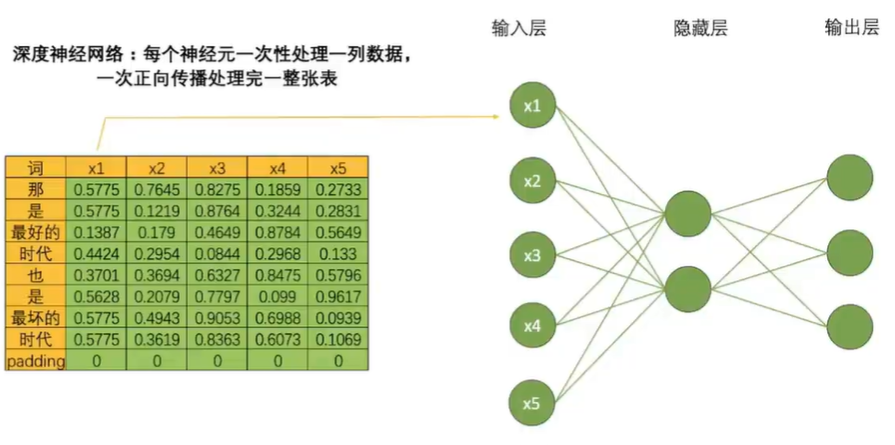 输入层 隐藏层 输出层
深度神经网络：每个神经元一次性处理一列数据，
一次正向传播处理完一整张表
词 x1 x2 x3 x4 x5
那 0.5775 0.7645 0.8275 0.1859 0.2733
是 0.5775 0.1219 0.8764 0.3244 0.2831
最好的 0.1387 0.179 0.4649 0.8784 0.5649
时代 0.4424 0.2954 0.0844 0.2968 0.133
也 0.3701 0.3694 0.6327 0.8475 0.5796
是 0.5628 0.2079 0.7797 0.099 0.9617
最坏的 0.5775 0.4943 0.9053 0.6988 0.0939
时代 0.5775 0.3619 0.8363 0.6073 0.1069
padding 0 0 0 0 0
x1
x2
x3
x4
x5